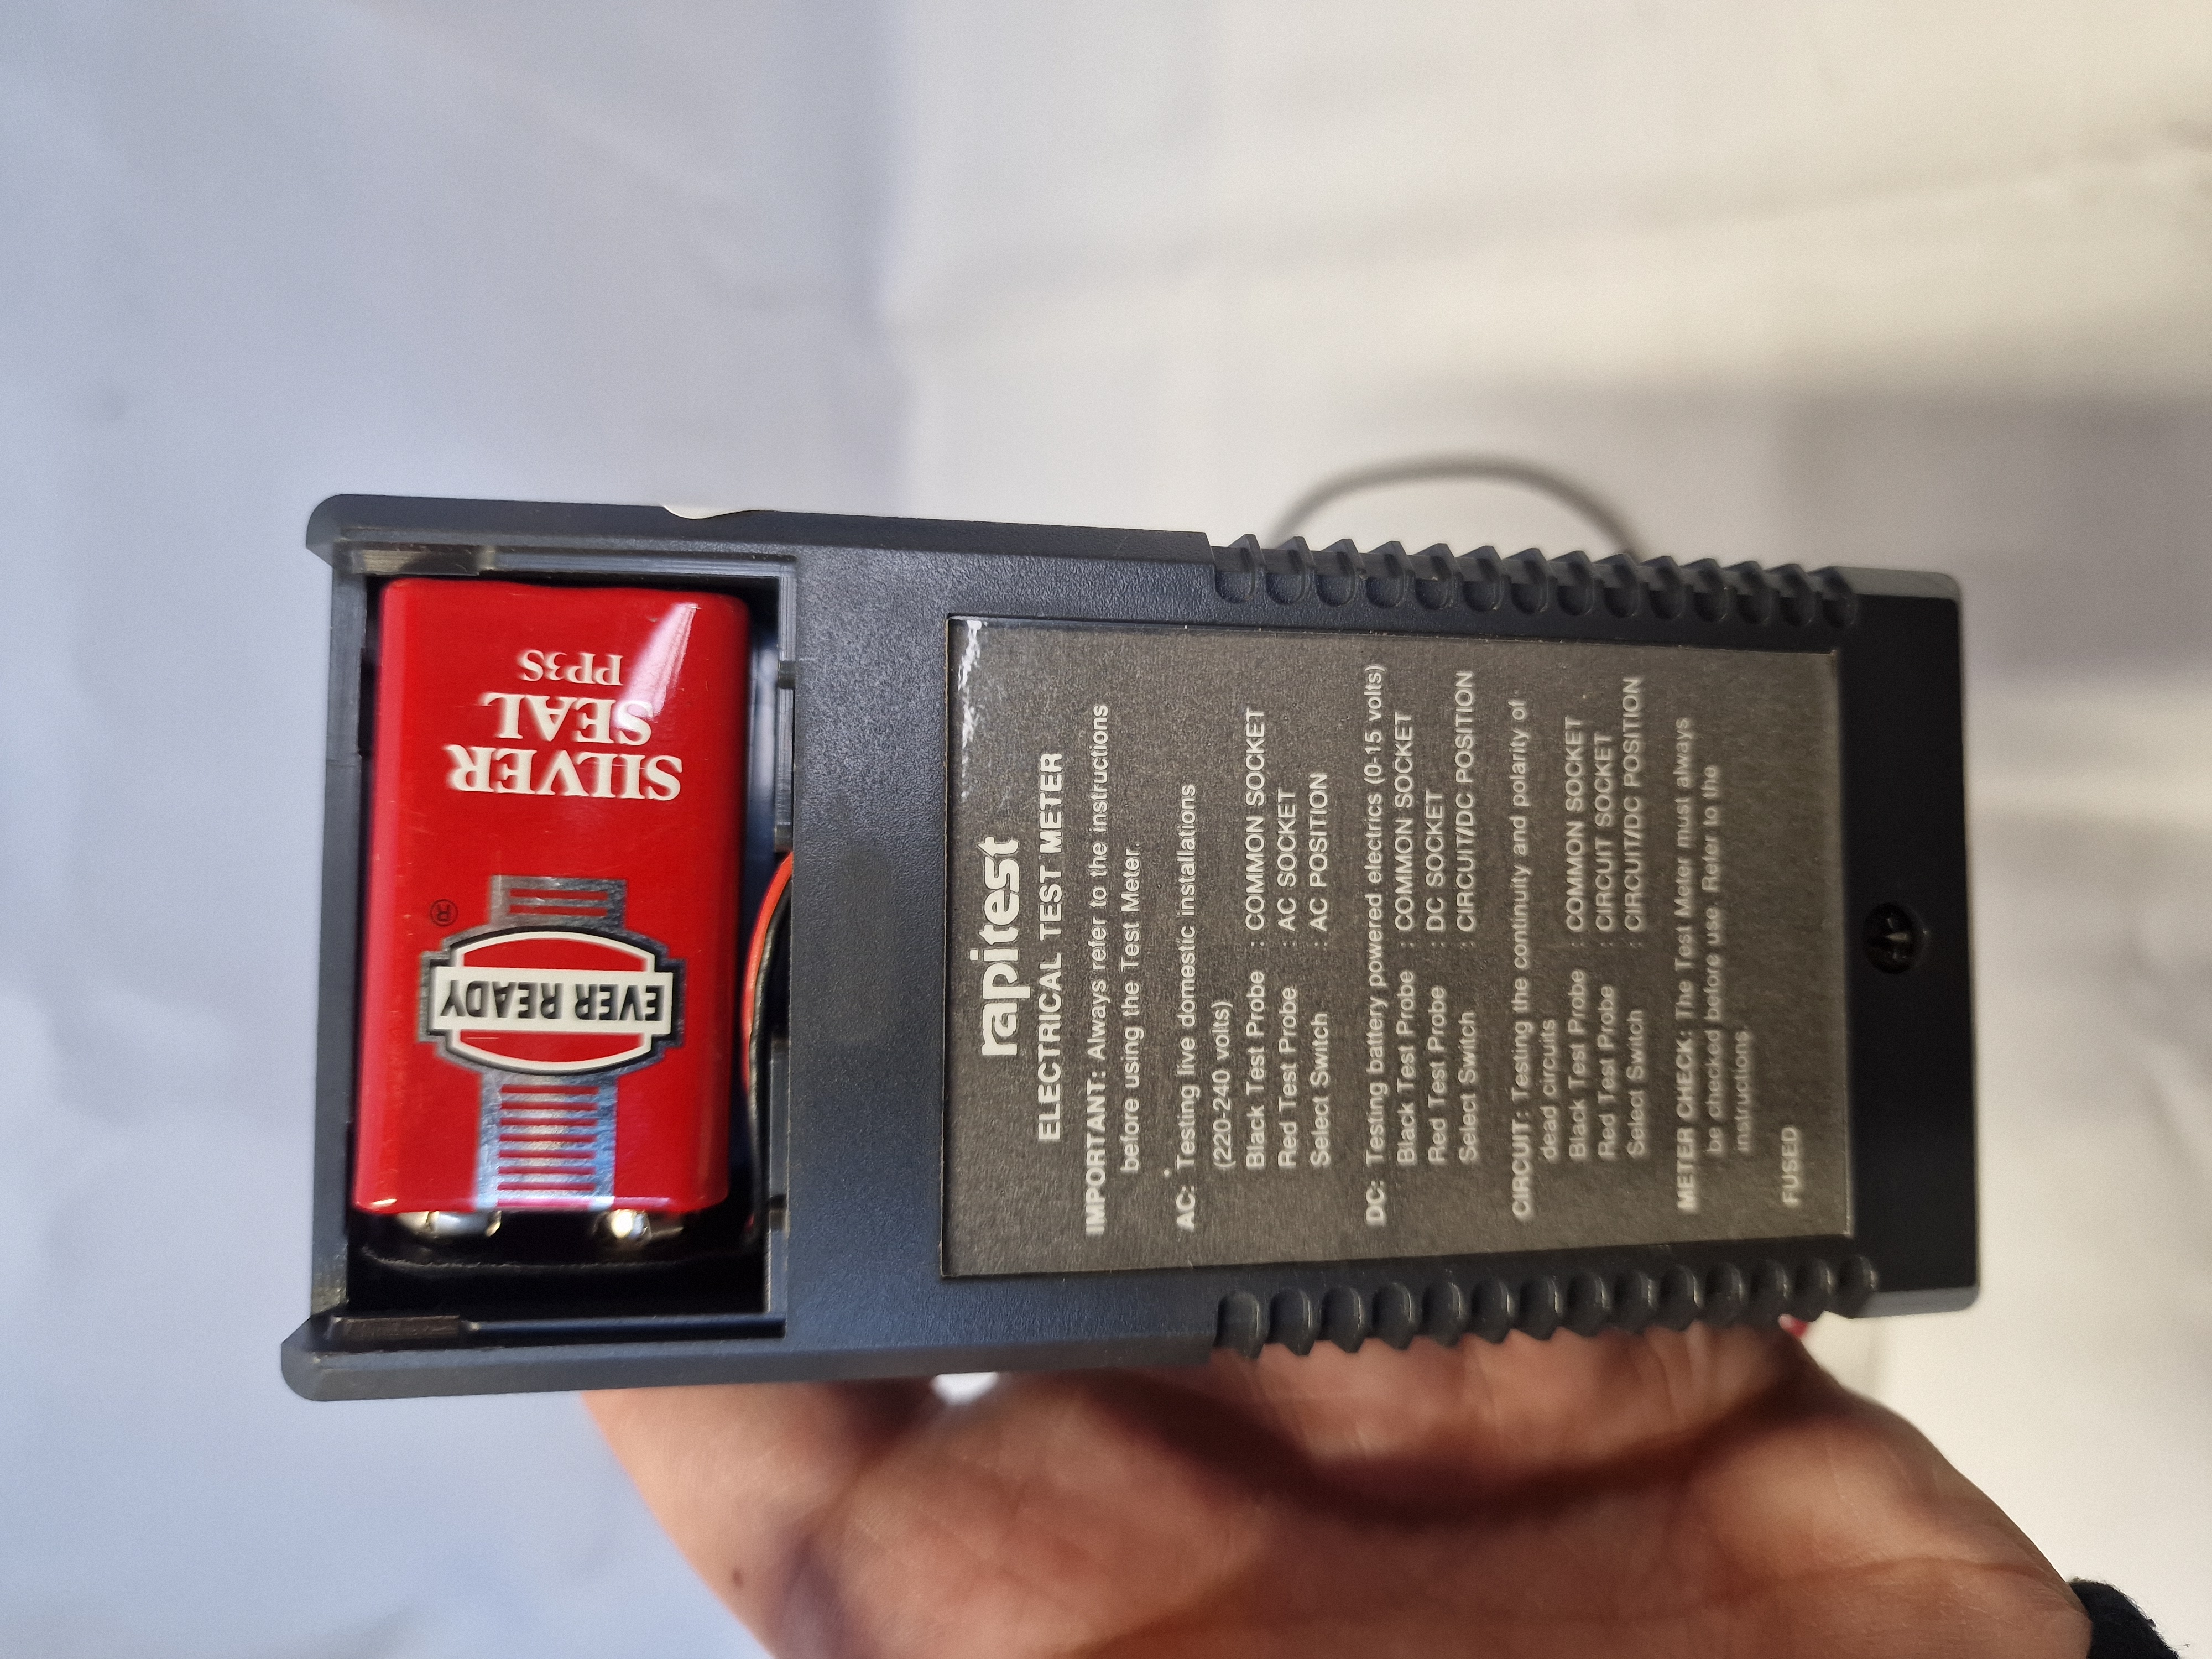 EVER READY
®
SILVER
SEAL
PP3S
rapitest
ELECTRICAL TEST METER
IMPORTANT: Always refer to the instructions
before using the Test Meter.
AC: Testing live domestic installations
(220-240 volts)
Black Test Probe : COMMON SOCKET
Red Test Probe : AC SOCKET
Select Switch : AC POSITION
DC: Testing battery powered electrics (0-15 volts)
Black Test Probe : COMMON SOCKET
Red Test Probe : DC SOCKET
Select Switch : CIRCUIT/DC POSITION
CIRCUIT: Testing the continuity and polarity of
dead circuits
Black Test Probe : COMMON SOCKET
Red Test Probe : CIRCUIT SOCKET
Select Switch : CIRCUIT/DC POSITION
METER CHECK: The Test Meter must always
be checked before use. Refer to the
instructions.
FUSED